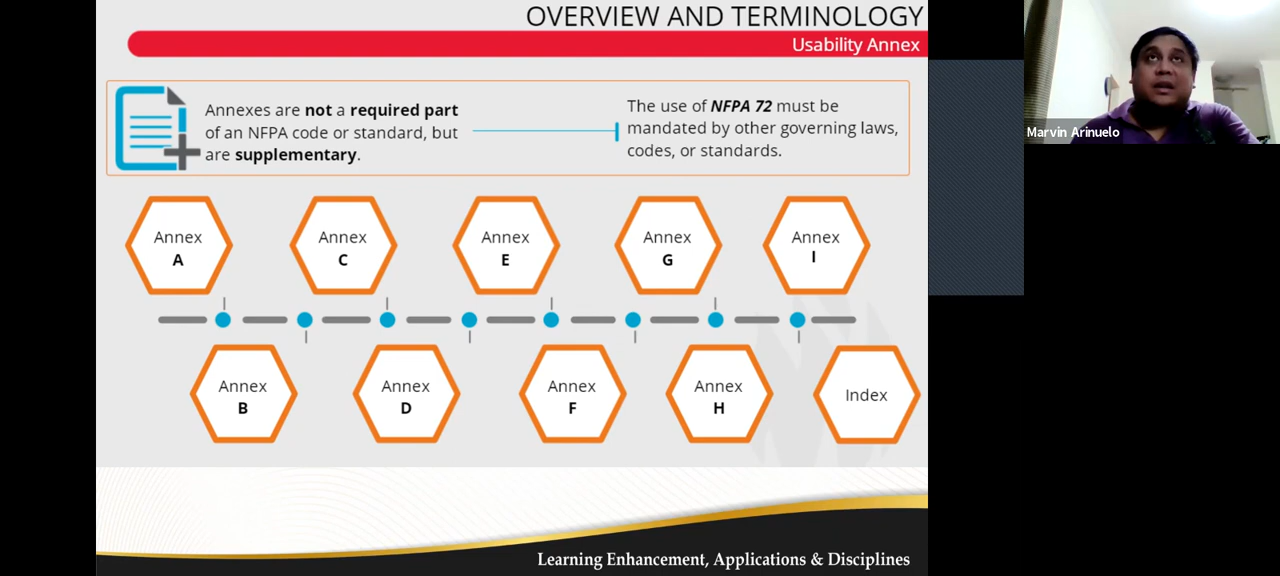 OVERVIEW AND TERMINOLOGY
Usability Annex
Annexes are not a required part
of an NFPA code or standard, but
are supplementary.
The use of NFPA 72 must be
mandated by other governing laws,
codes, or standards.
Marvin Arinuelo
Annex
A
Annex
C
Annex
E
Annex
G
Annex
I
Annex
B
Annex
D
Annex
F
Annex
H
Index
Learning Enhancement, Applications & Disciplines